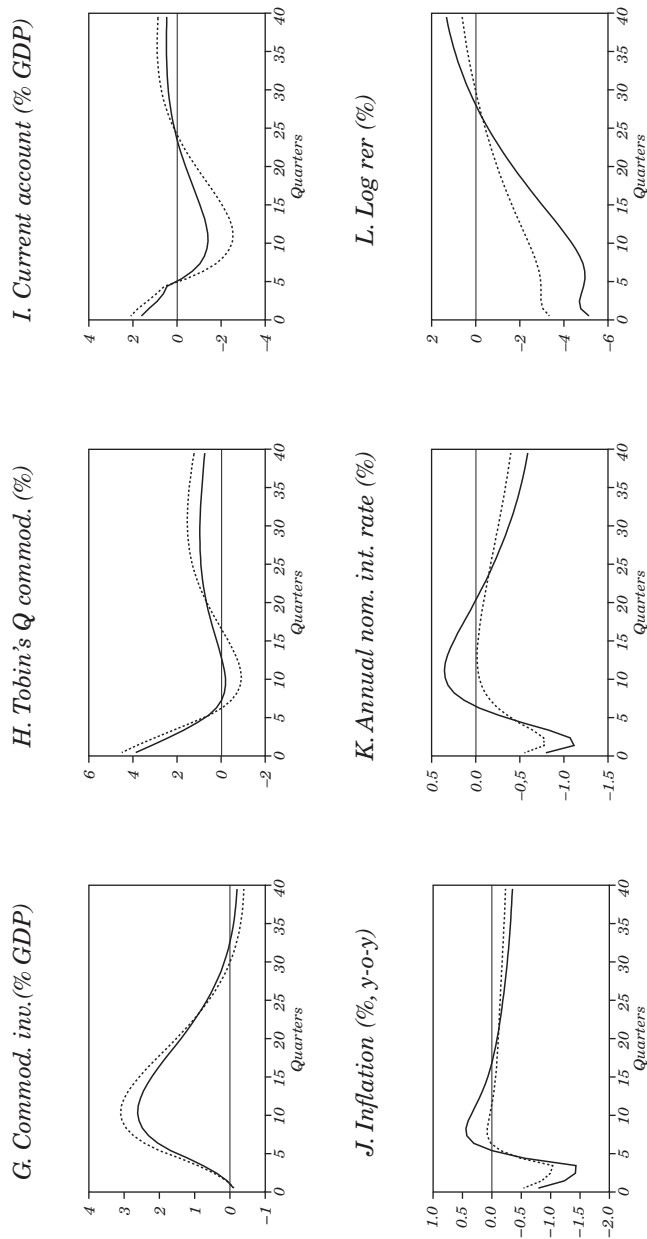 G. Commod. inv.(% GDP)
4
3
2
1
0
–1
0 5 10 15 20 25 30 35 40
Quarters
H. Tobin's Q commod. (%)
6
4
2
0
–2
0 5 10 15 20 25 30 35 40
Quarters
I. Current account (% GDP)
4
2
0
–2
–4
0 5 10 15 20 25 30 35 40
Quarters
J. Inflation (%, y-o-y)
1.0
0.5
0.0
–0.5
–1.0
–1.5
–2.0
0 5 10 15 20 25 30 35 40
Quarters
K. Annual nom. int. rate (%)
0.5
0.0
–0.5
–1.0
–1.5
0 5 10 15 20 25 30 35 40
Quarters
L. Log rer (%)
2
0
–2
–4
–6
0 5 10 15 20 25 30 35 40
Quarters